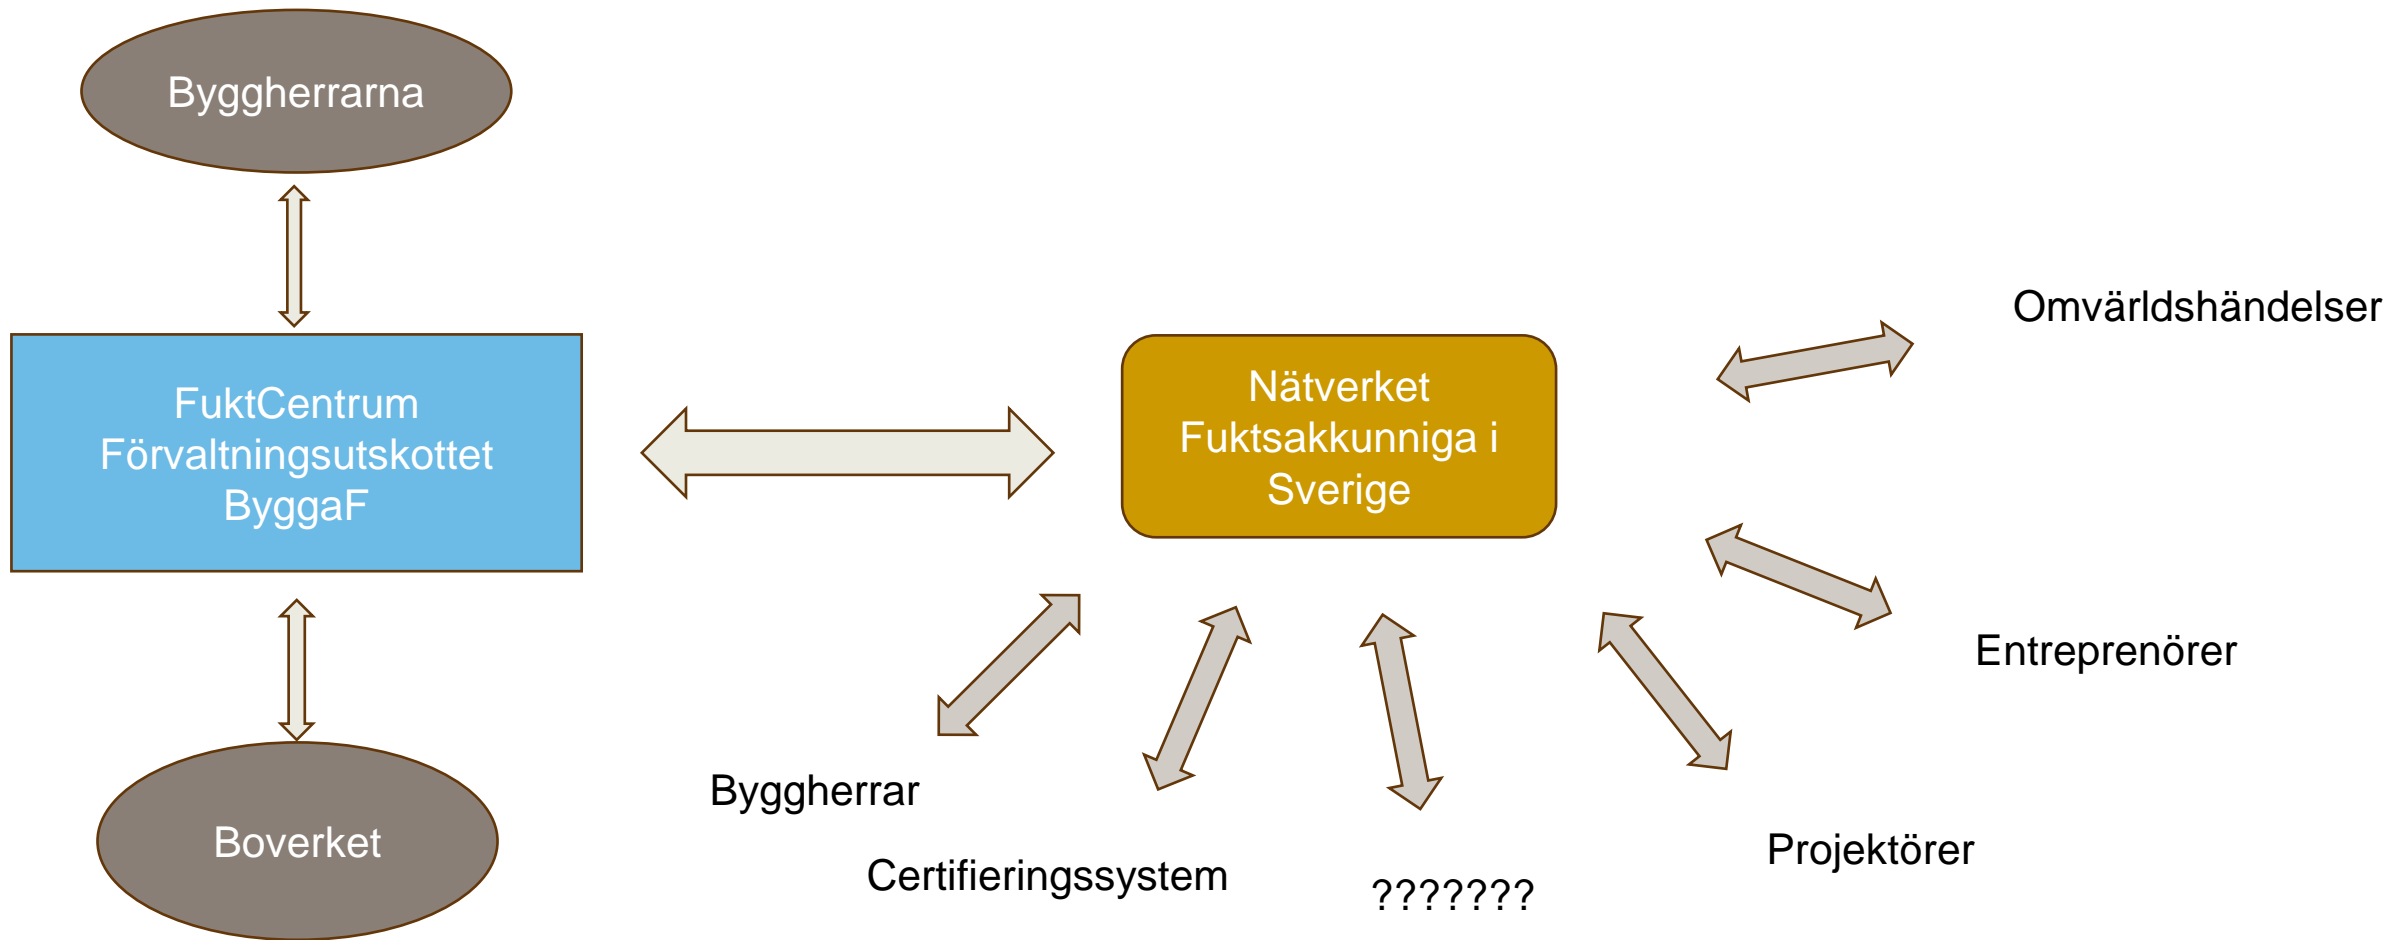 Byggherrarna
FuktCentrum
Förvaltningsutskottet
ByggaF
Boverket
Nätverket
Fuktsakkunniga i
Sverige
Omvärldshändelser
Entreprenörer
Projektörer
???????
Certifieringssystem
Byggherrar